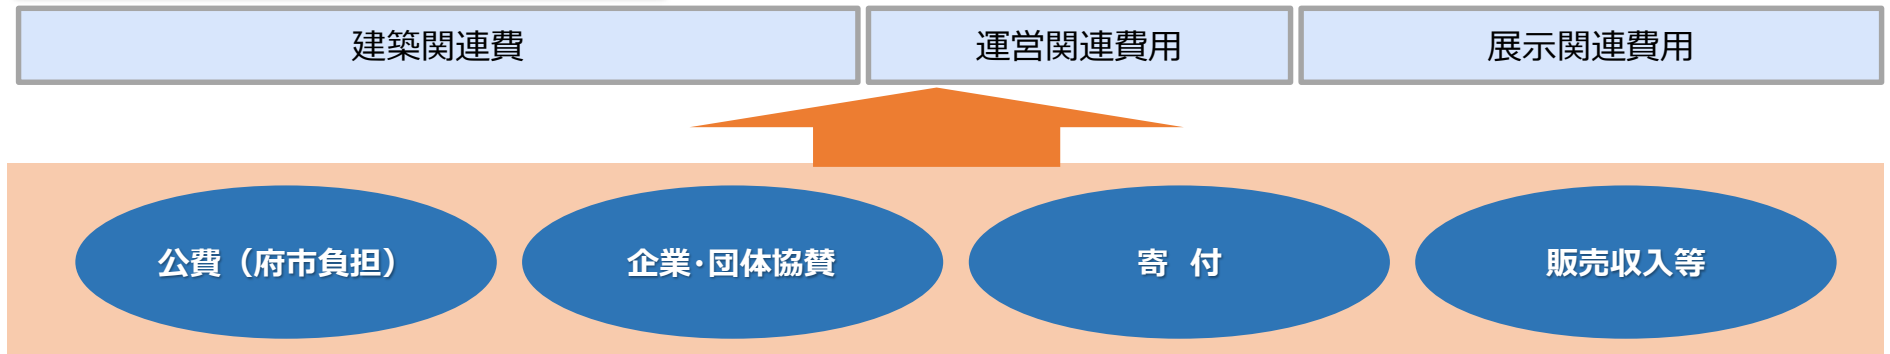 建築関連費
運営関連費用
展示関連費用
公費（府市負担）
企業･団体協賛
寄 付
販売収入等